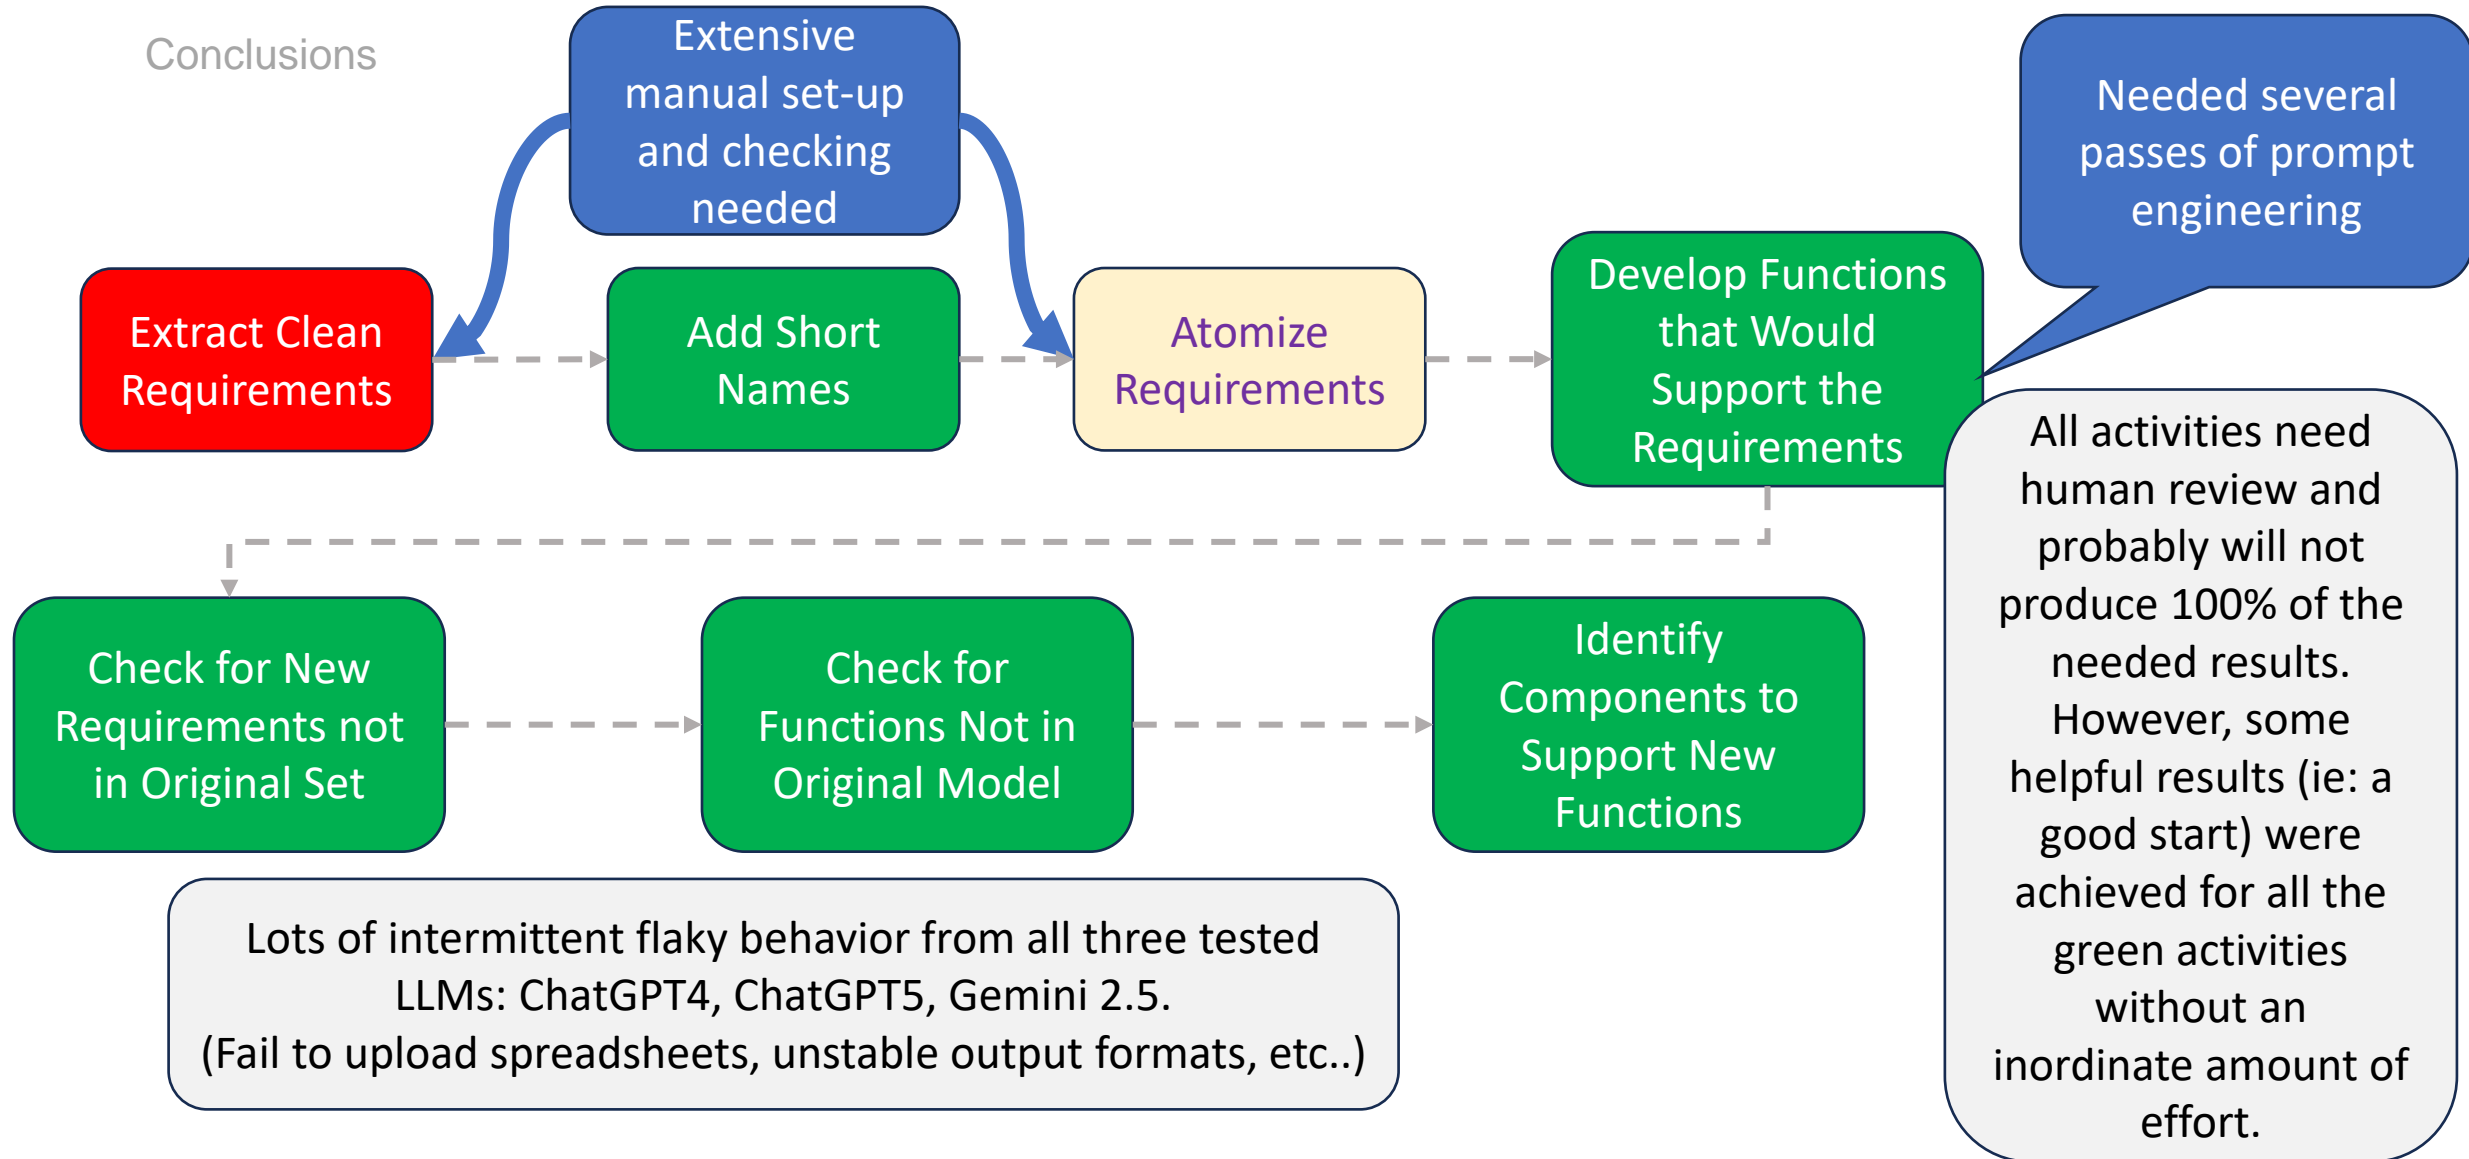 Conclusions
Extensive
manual set-up
and checking
needed
Needed several
passes of prompt
engineering
Extract Clean
Requirements
Add Short
Names
Atomize
Requirements
Develop Functions
that Would
Support the
Requirements
All activities need
human review and
probably will not
produce 100% of the
needed results.
However, some
helpful results (ie: a
good start) were
achieved for all the
green activities
without an
inordinate amount of
effort.
Check for New
Requirements not
in Original Set
Check for
Functions Not in
Original Model
Identify
Components to
Support New
Functions
Lots of intermittent flaky behavior from all three tested
LLMs: ChatGPT4, ChatGPT5, Gemini 2.5.
(Fail to upload spreadsheets, unstable output formats, etc..)